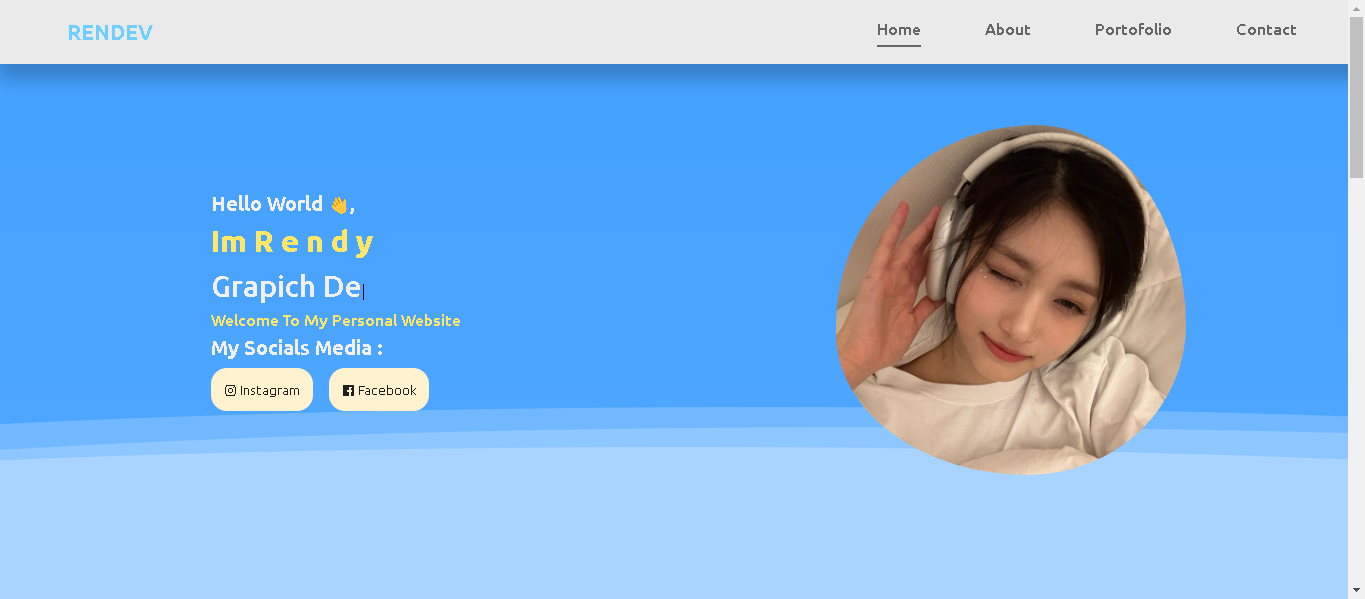 RENDEV
Home About Portofolio Contact
Hello World 👋,
Im R e n d y
Grapich De|
Welcome To My Personal Website
My Socials Media :
Instagram Facebook